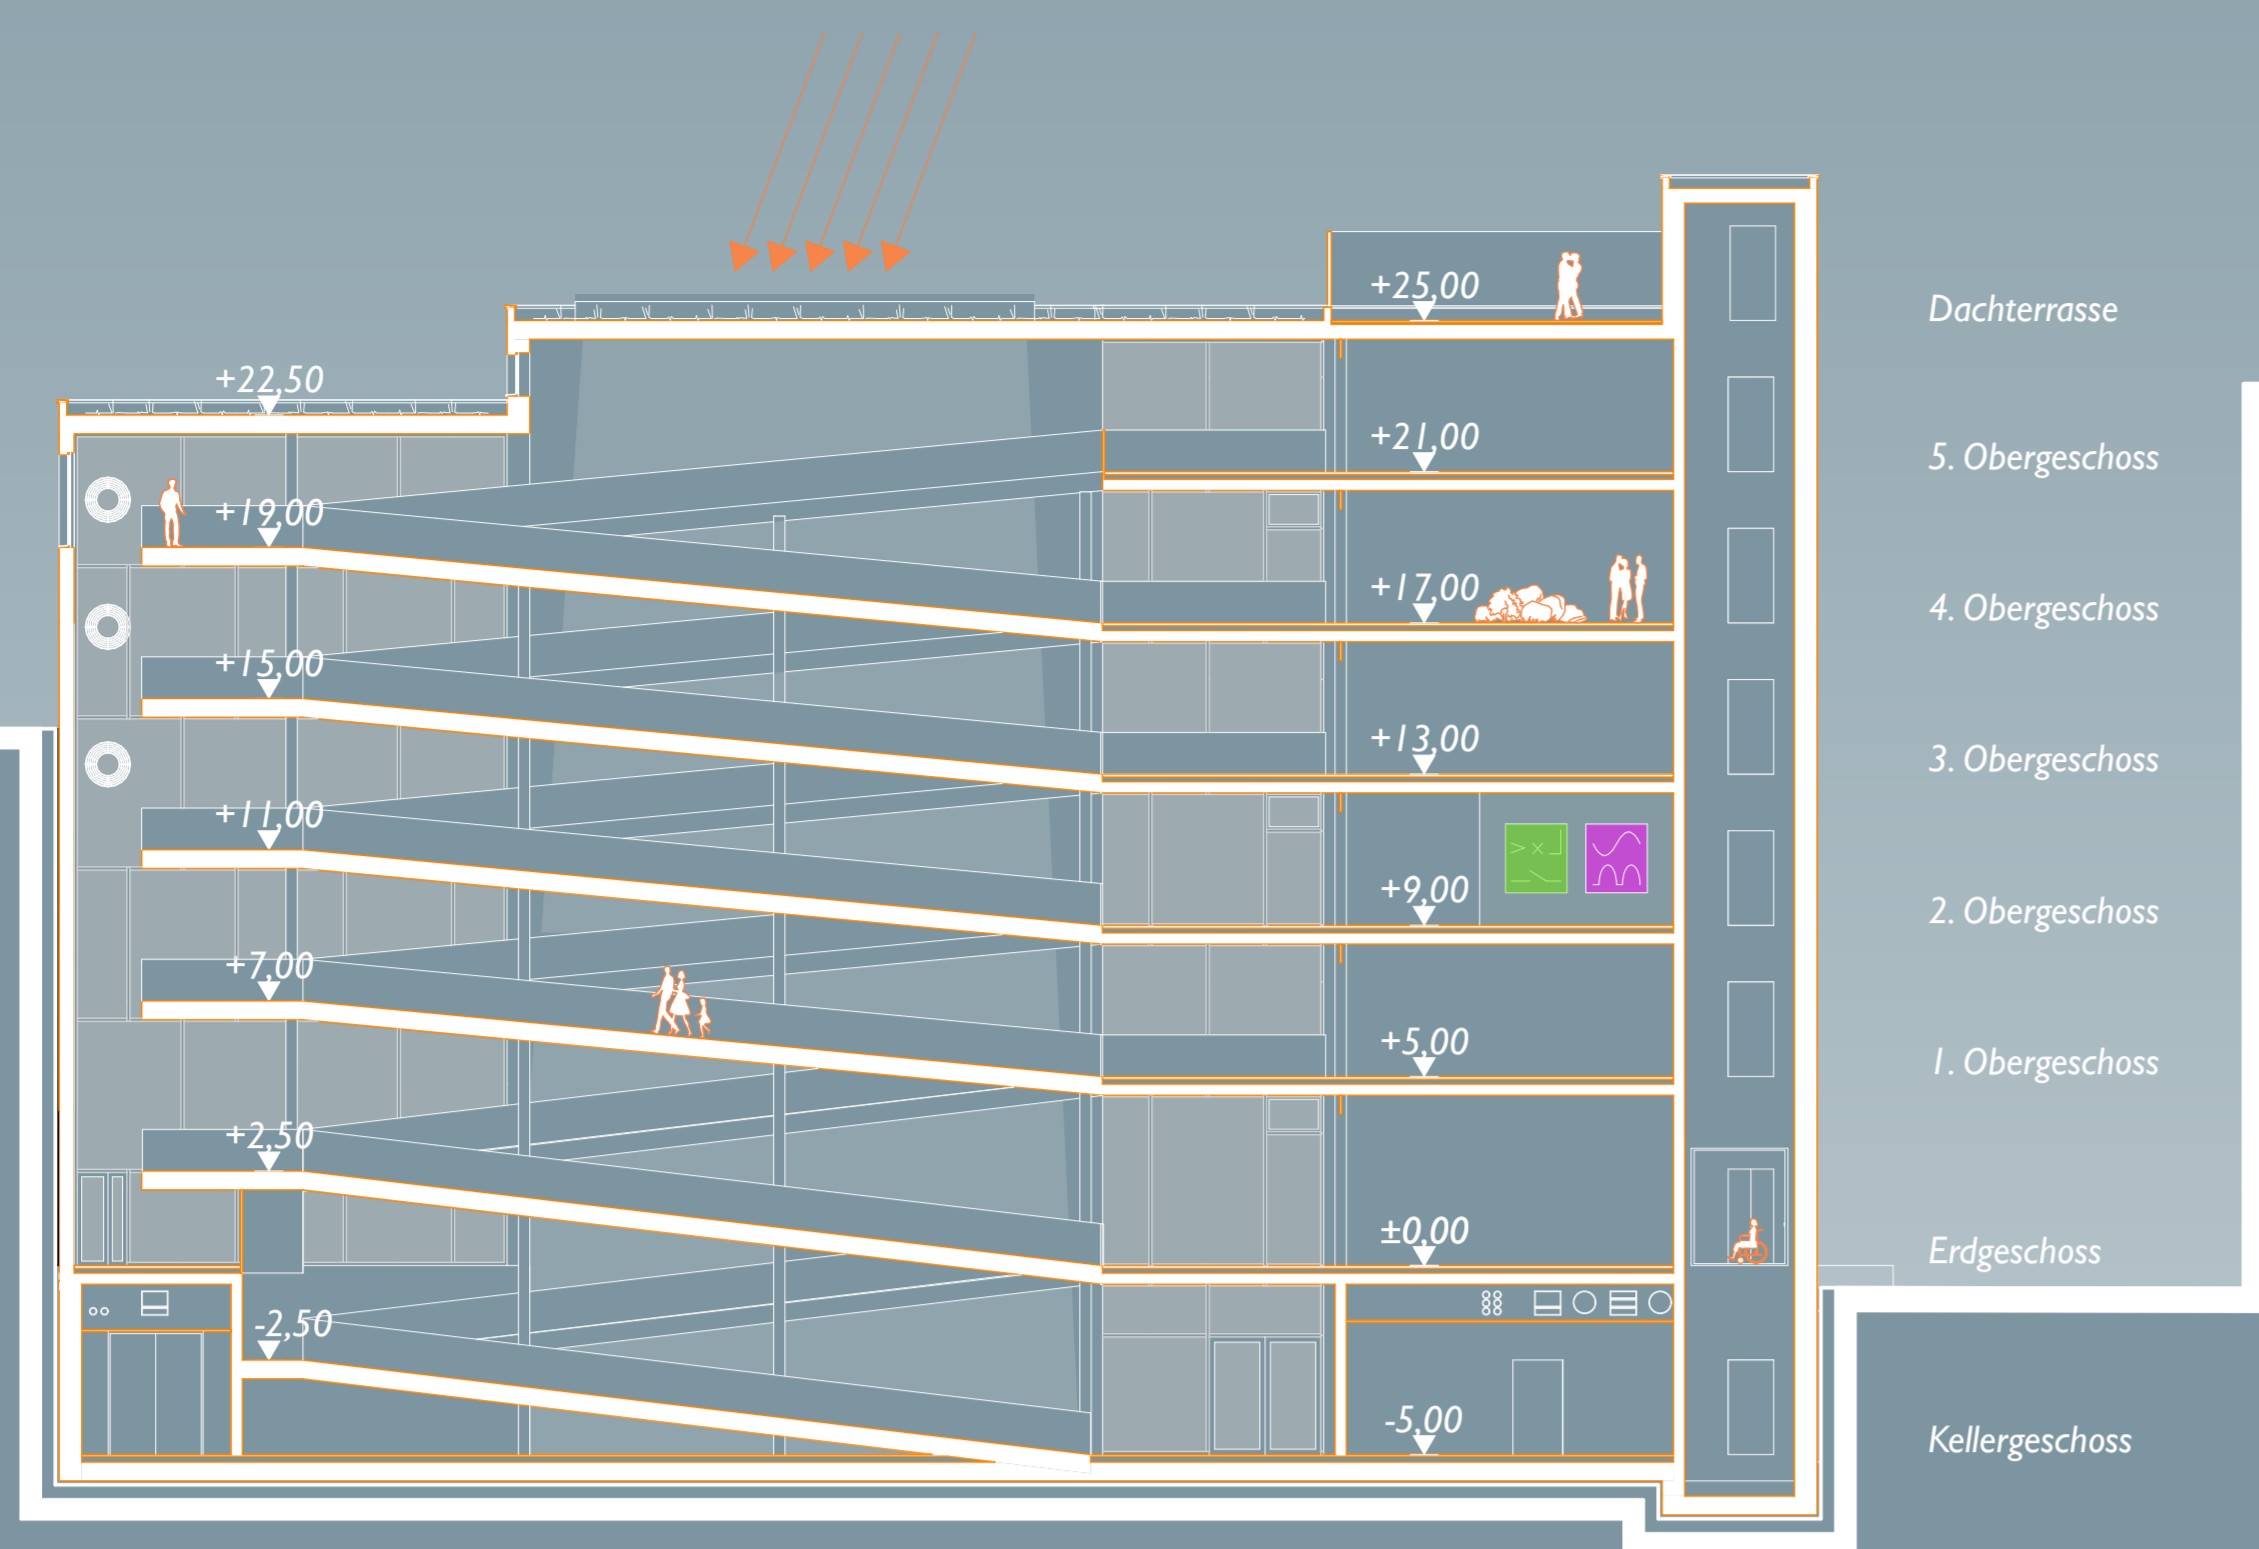 +25,00
Dachterrasse
+22,50
+21,00
5. Obergeschoss
+19,00
+17,00
4. Obergeschoss
+15,00
+13,00
3. Obergeschoss
+11,00
+9,00
2. Obergeschoss
+7,00
+5,00
1. Obergeschoss
+2,50
±0,00
Erdgeschoss
-2,50
-5,00
Kellergeschoss